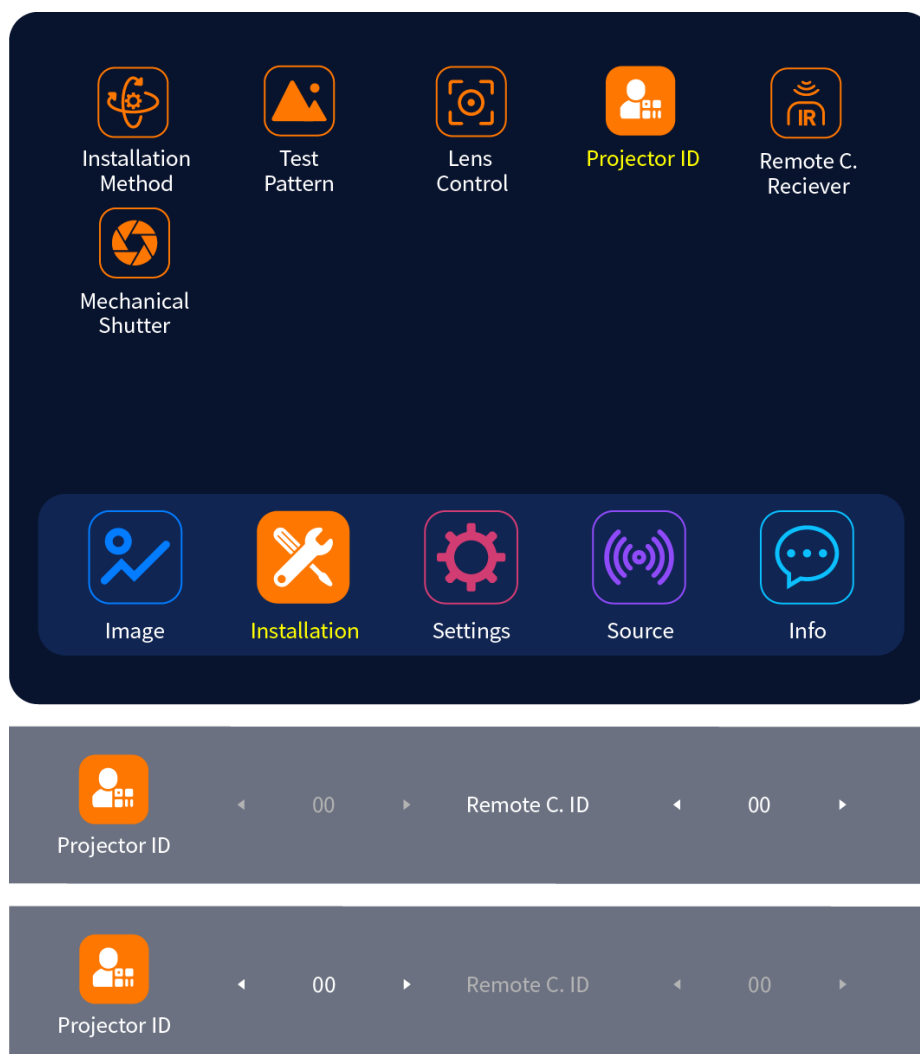 Installation
Method
Test
Pattern
Lens
Control
Projector ID
Remote C.
Reciever
IR
Mechanical
Shutter
Image
Installation
Settings
Source
Info
Projector ID
00
Remote C. ID
00
Projector ID
00
Remote C. ID
00